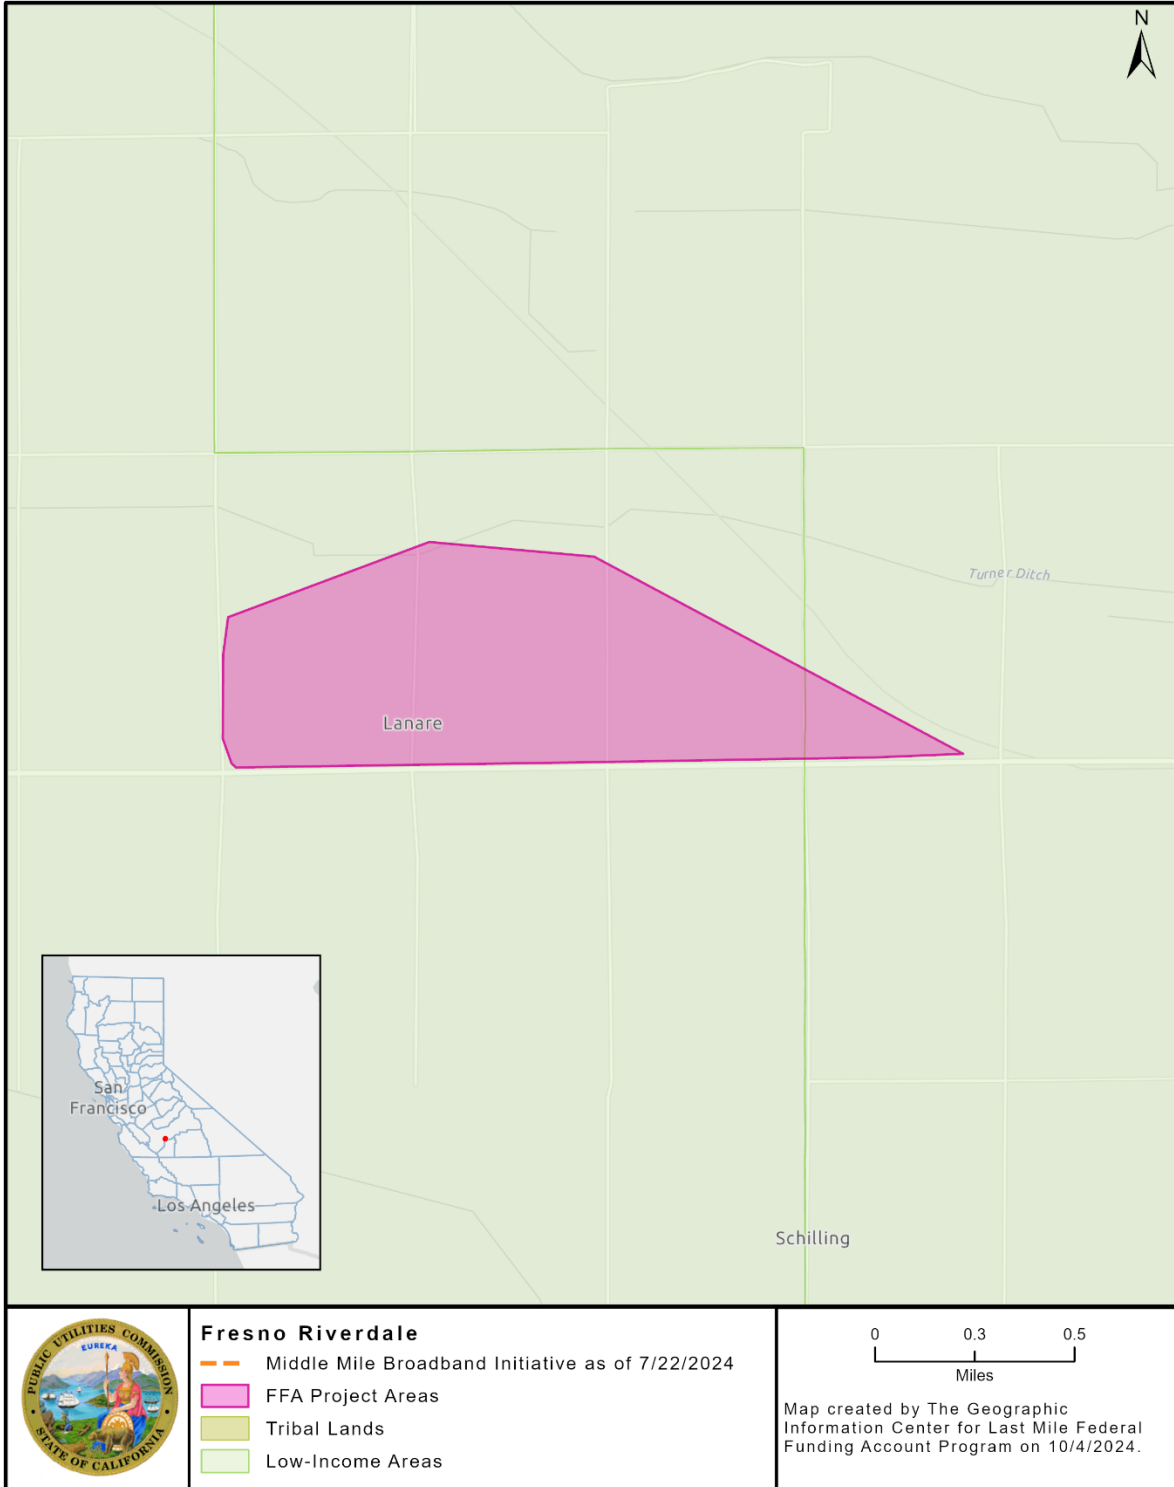 N
Turner Ditch
Lanare
San
Francisco
Los Angeles
Schilling
PUBLIC UTILITIES COMMISSION
EUREKA
STATE OF CALIFORNIA
Fresno Riverdale
Middle Mile Broadband Initiative as of 7/22/2024
FFA Project Areas
Tribal Lands
Low-Income Areas
0 0.3 0.5
Miles
Map created by The Geographic
Information Center for Last Mile Federal
Funding Account Program on 10/4/2024.